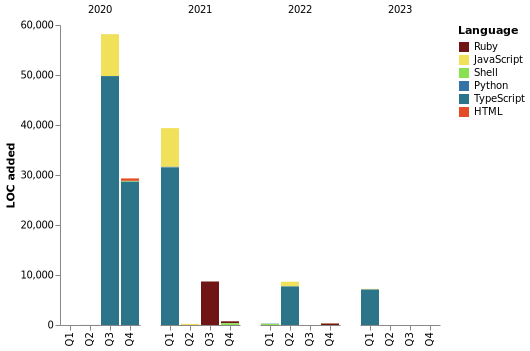 2020 2021 2022 2023
Language
Ruby
JavaScript
Shell
Python
TypeScript
HTML
LOC added
60,000
50,000
40,000
30,000
20,000
10,000
0
Q1 Q2 Q3 Q4 Q1 Q2 Q3 Q4 Q1 Q2 Q3 Q4 Q1 Q2 Q3 Q4